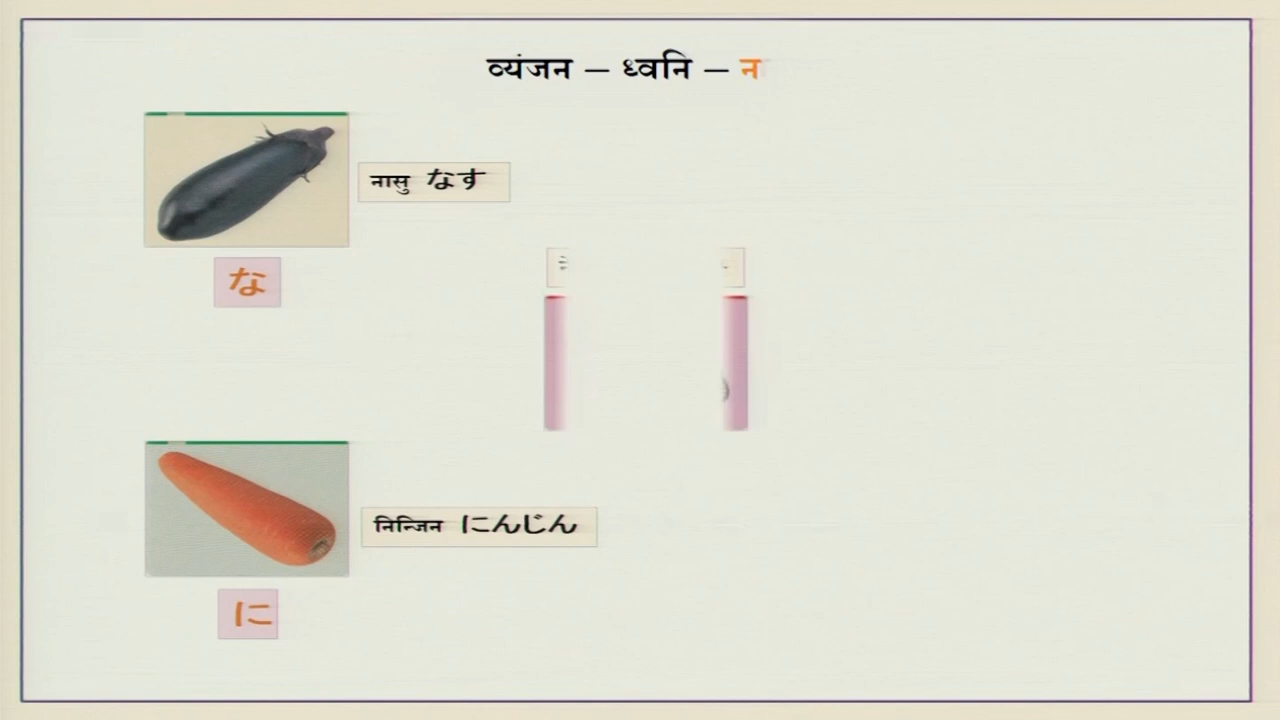 व्यंजन – ध्वनि – न
नासु なす
な
निन्जिन にんじん
に